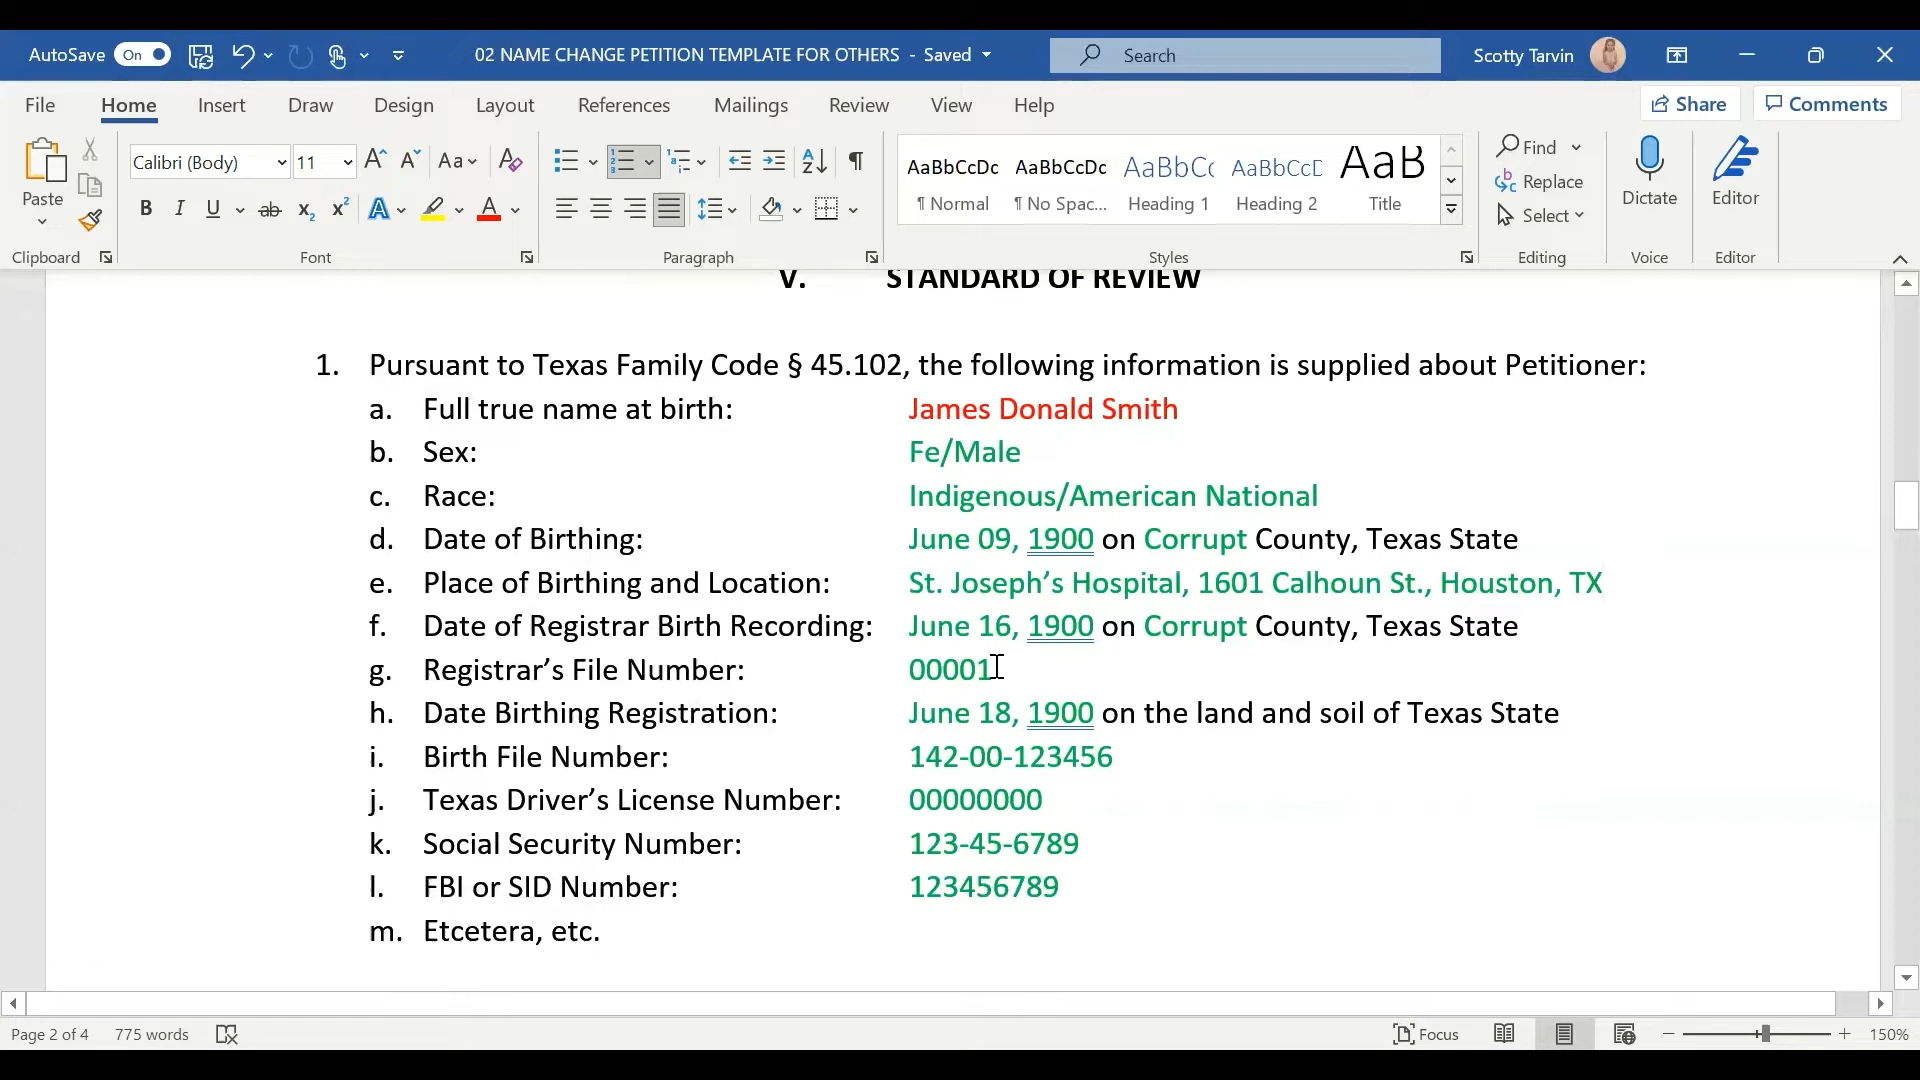 AutoSave On 02 NAME CHANGE PETITION TEMPLATE FOR OTHERS - Saved Search Scotty Tarvin
File Home Insert Draw Design Layout References Mailings Review View Help Share Comments
Paste Calibri (Body) 11 Aa AaBbCcDc AaBbCcDc AaBbCc AaBbCcD AaB Find Replace Select Dictate Editor
¶ Normal ¶ No Spac... Heading 1 Heading 2 Title
Clipboard Font Paragraph Styles Editing Voice Editor
V. STANDARD OF REVIEW
1. Pursuant to Texas Family Code § 45.102, the following information is supplied about Petitioner:
a. Full true name at birth: James Donald Smith
b. Sex: Fe/Male
c. Race: Indigenous/American National
d. Date of Birthing: June 09, 1900 on Corrupt County, Texas State
e. Place of Birthing and Location: St. Joseph’s Hospital, 1601 Calhoun St., Houston, TX
f. Date of Registrar Birth Recording: June 16, 1900 on Corrupt County, Texas State
g. Registrar’s File Number: 00001
h. Date Birthing Registration: June 18, 1900 on the land and soil of Texas State
i. Birth File Number: 142-00-123456
j. Texas Driver’s License Number: 00000000
k. Social Security Number: 123-45-6789
l. FBI or SID Number: 123456789
m. Etcetera, etc.
Page 2 of 4 775 words Focus 150%